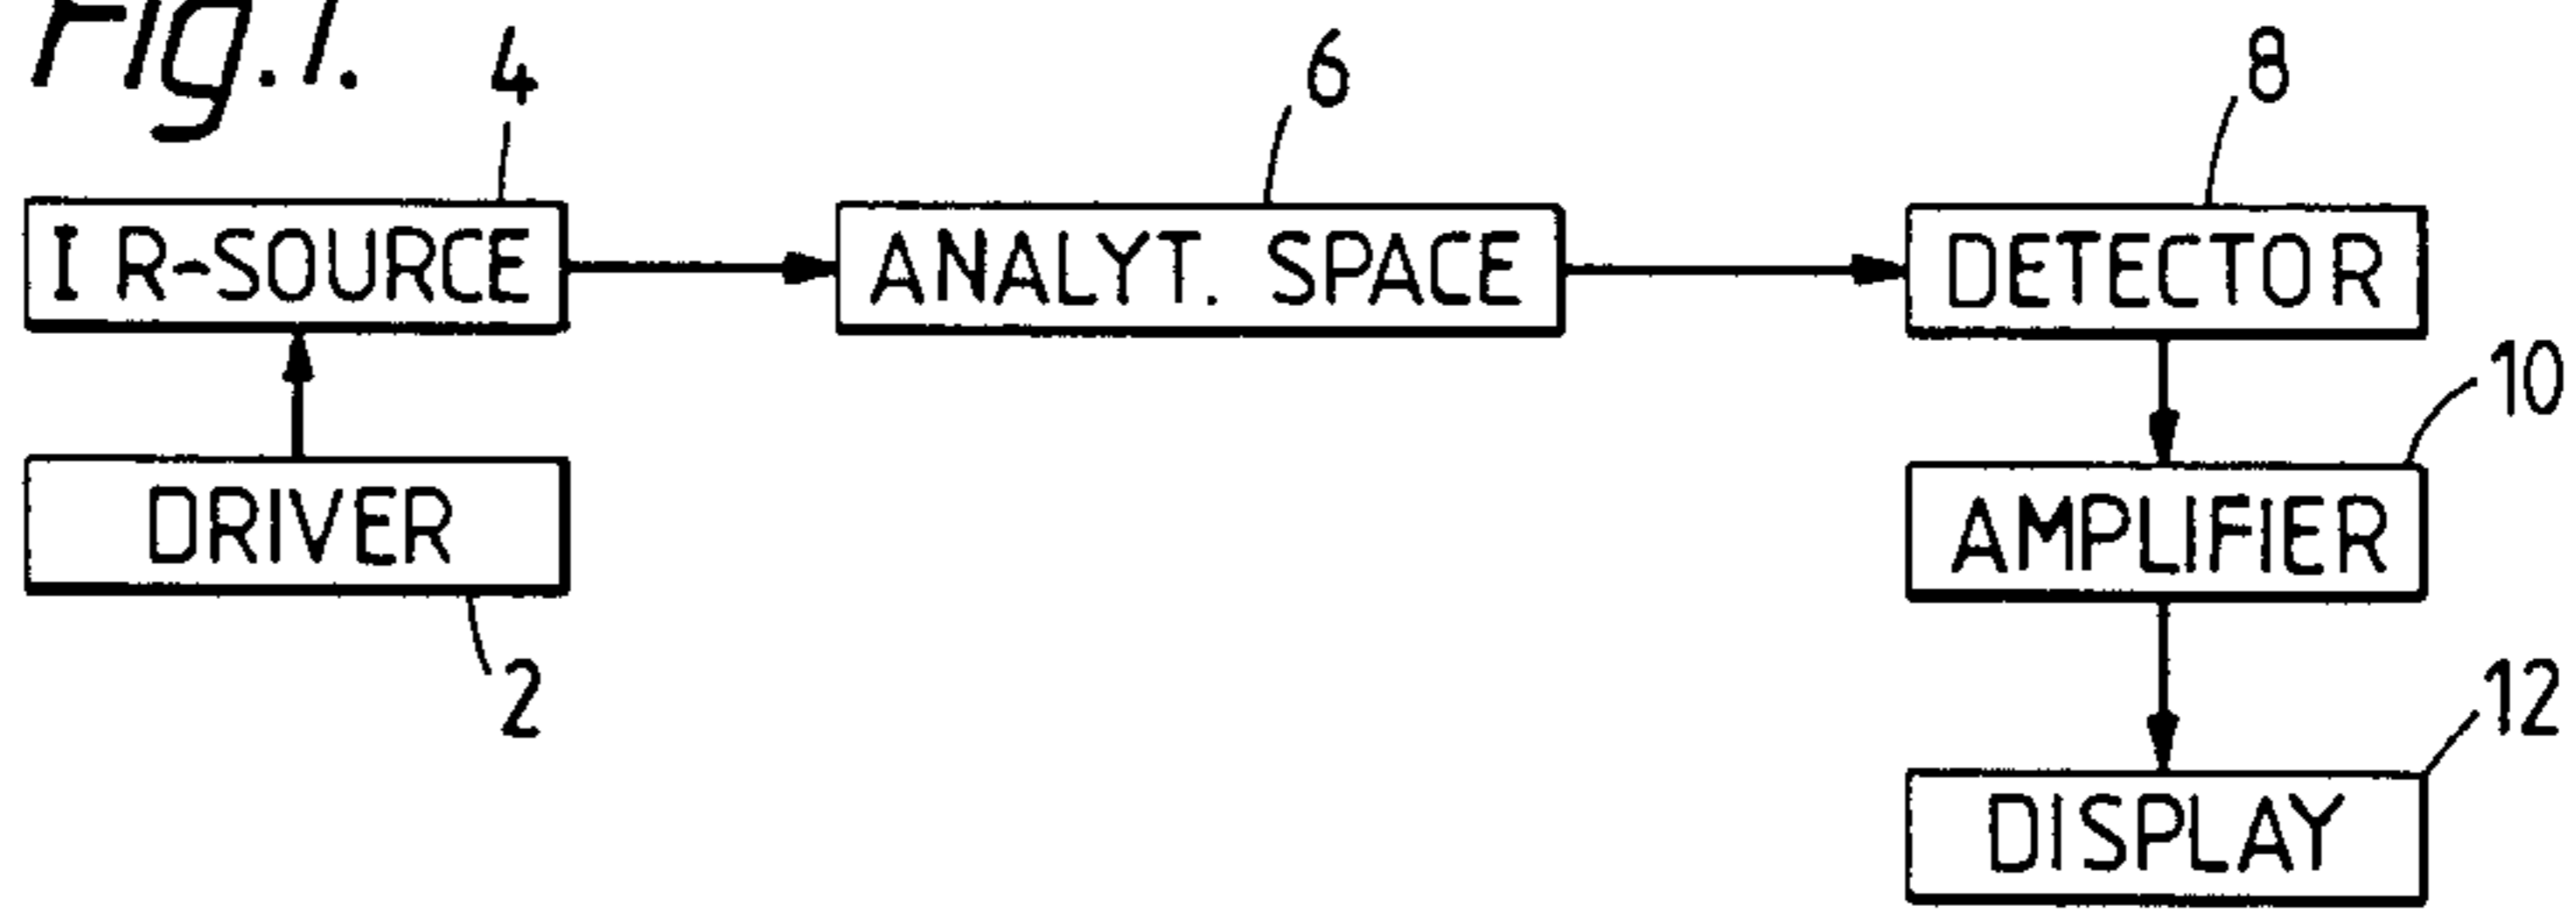 Fig.1.
4
6
8
I R-SOURCE
ANALYT. SPACE
DETECTOR
10
DRIVER
AMPLIFIER
2
12
DISPLAY